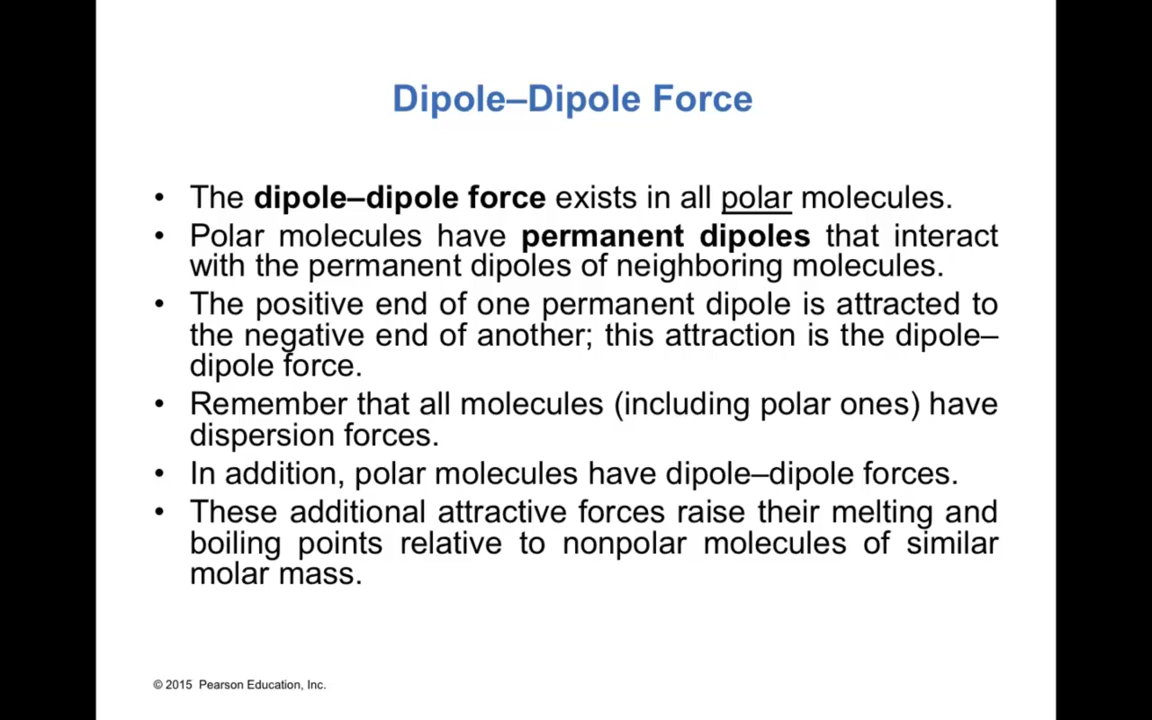 Dipole–Dipole Force
• The dipole–dipole force exists in all polar molecules.
• Polar molecules have permanent dipoles that interact
with the permanent dipoles of neighboring molecules.
• The positive end of one permanent dipole is attracted to
the negative end of another; this attraction is the dipole–
dipole force.
• Remember that all molecules (including polar ones) have
dispersion forces.
• In addition, polar molecules have dipole–dipole forces.
• These additional attractive forces raise their melting and
boiling points relative to nonpolar molecules of similar
molar mass.
© 2015 Pearson Education, Inc.